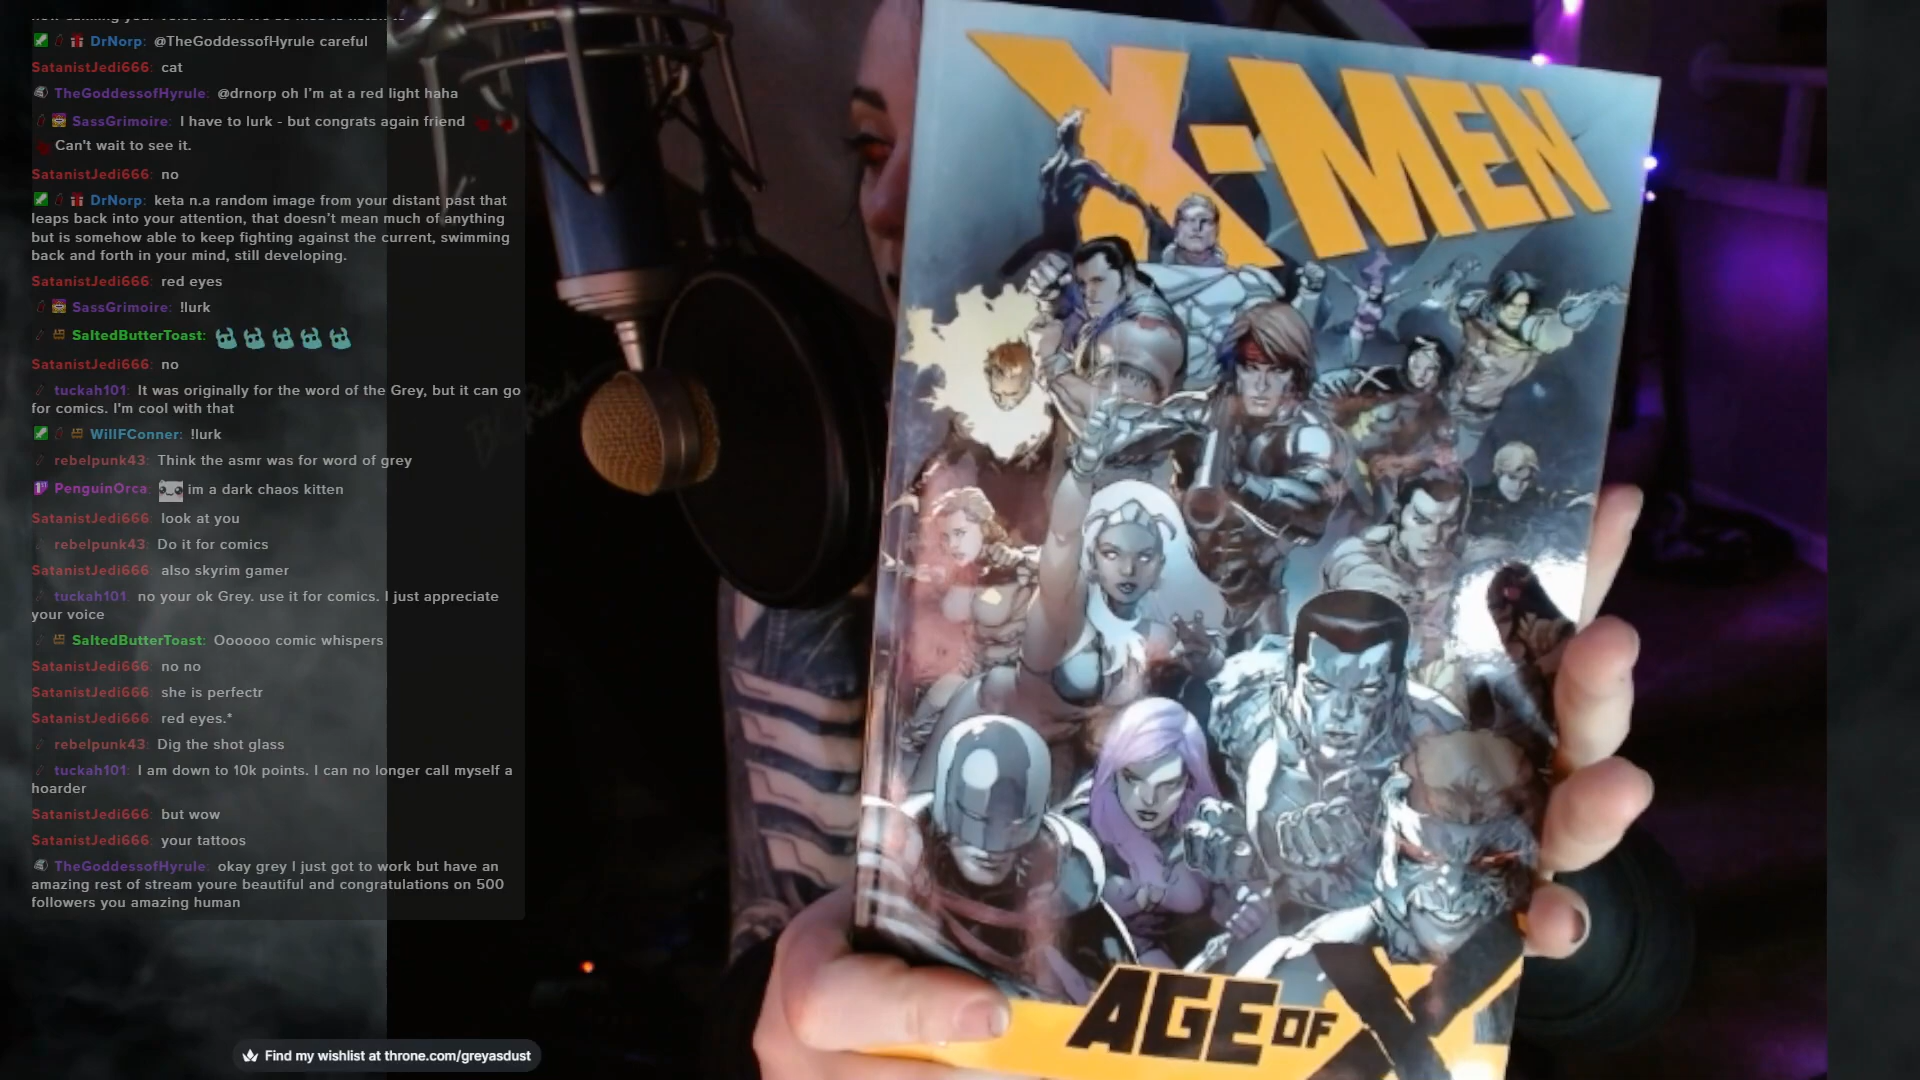 DrNorp: @TheGoddessofHyrule careful
SatanistJedi666: cat
TheGoddessofHyrule: @drnorp oh I'm at a red light haha
SassGrimoire: I have to lurk - but congrats again friend
Can't wait to see it.
SatanistJedi666: no
DrNorp: keta n.a random image from your distant past that
leaps back into your attention, that doesn't mean much of anything
but is somehow able to keep fighting against the current, swimming
back and forth in your mind, still developing.
SatanistJedi666: red eyes
SassGrimoire: !lurk
SaltedButterToast:
SatanistJedi666: no
tuckah101: It was originally for the word of the Grey, but it can go
for comics. I'm cool with that
WillFConner: !lurk
rebelpunk43: Think the asmr was for word of grey
PenguinOrca: im a dark chaos kitten
SatanistJedi666: look at you
rebelpunk43: Do it for comics
SatanistJedi666: also skyrim gamer
tuckah101: no your ok Grey. use it for comics. I just appreciate
your voice
SaltedButterToast: Oooooo comic whispers
SatanistJedi666: no no
SatanistJedi666: she is perfectr
SatanistJedi666: red eyes.*
rebelpunk43: Dig the shot glass
tuckah101: I am down to 10k points. I can no longer call myself a
hoarder
SatanistJedi666: but wow
SatanistJedi666: your tattoos
TheGoddessofHyrule: okay grey I just got to work but have an
amazing rest of stream youre beautiful and congratulations on 500
followers you amazing human
Find my wishlist at throne.com/greyasdust
X-MEN
AGE OF X